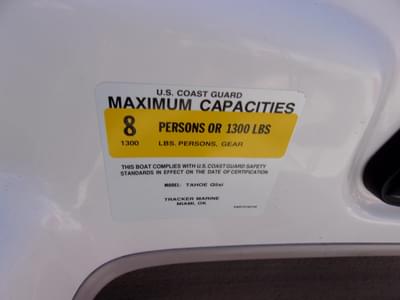 U.S. COAST GUARD
MAXIMUM CAPACITIES
8 PERSONS OR 1300 LBS
1300 LBS. PERSONS, GEAR
THIS BOAT COMPLIES WITH U.S. COAST GUARD SAFETY
STANDARDS IN EFFECT ON THE DATE OF CERTIFICATION
MODEL: TAHOE Q5si
TRACKER MARINE
MIAMI, OK